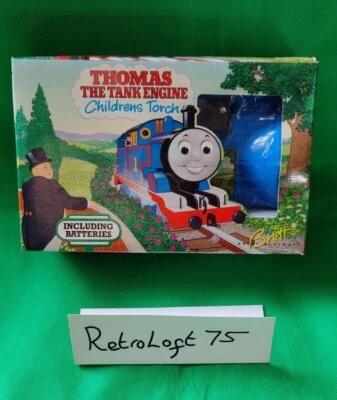 THOMAS
THE TANK ENGINE
Childrens Torch
INCLUDING
BATTERIES
RetroLoft 75